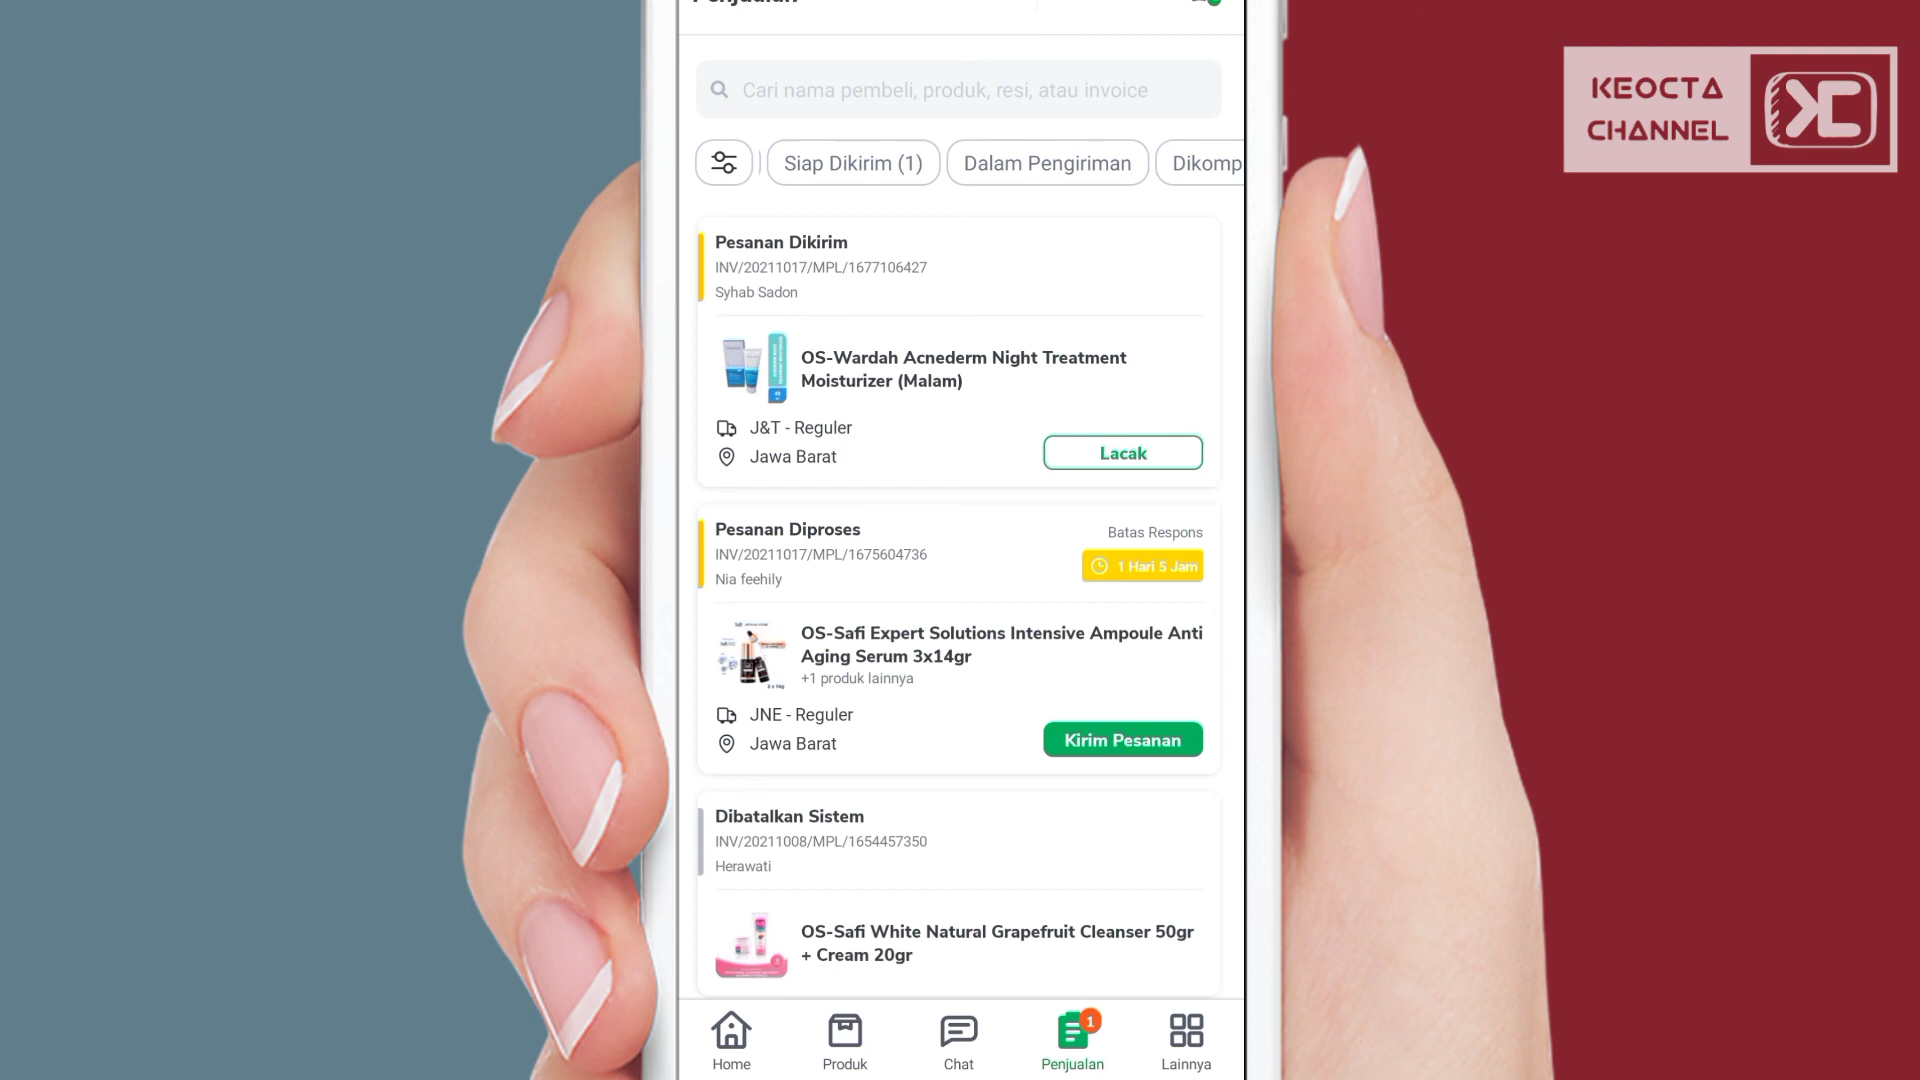 Penjualan
Cari nama pembeli, produk, resi, atau invoice
Siap Dikirim (1)
Dalam Pengiriman
Dikomp
KEOCTA
CHANNEL
KC
Pesanan Dikirim
INV/20211017/MPL/1677106427
Syhab Sadon
OS-Wardah Acnederm Night Treatment
Moisturizer (Malam)
J&T - Reguler
Jawa Barat
Lacak
Pesanan Diproses
INV/20211017/MPL/1675604736
Nia feehily
Batas Respons
1 Hari 5 Jam
OS-Safi Expert Solutions Intensive Ampoule Anti
Aging Serum 3x14gr
+1 produk lainnya
JNE - Reguler
Jawa Barat
Kirim Pesanan
Dibatalkan Sistem
INV/20211008/MPL/1654457350
Herawati
OS-Safi White Natural Grapefruit Cleanser 50gr
+ Cream 20gr
1
Home
Produk
Chat
Penjualan
Lainnya